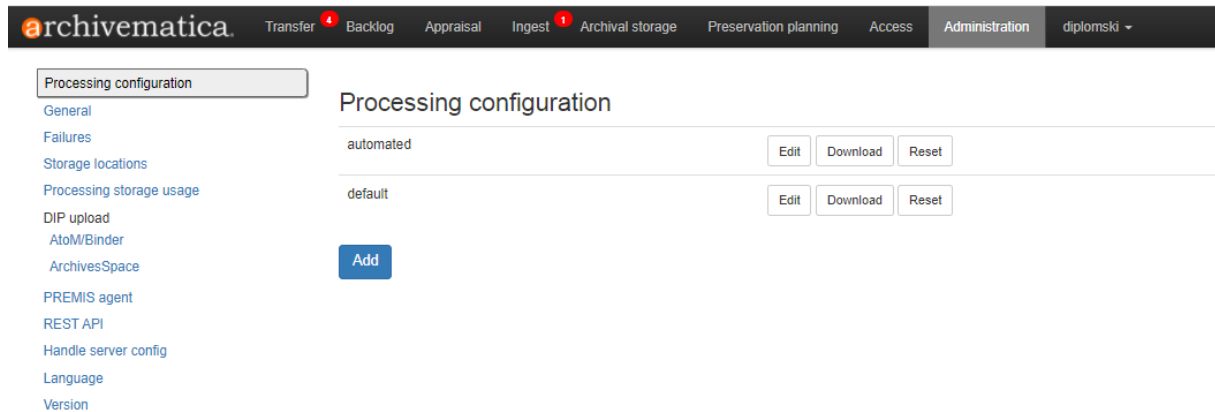 archivematica.
Transfer 4 Backlog Appraisal Ingest 1 Archival storage Preservation planning Access Administration diplomski
Processing configuration
General
Failures
Storage locations
Processing storage usage
DIP upload
AtoM/Binder
ArchivesSpace
PREMIS agent
REST API
Handle server config
Language
Version
Processing configuration
automated Edit Download Reset
default Edit Download Reset
Add